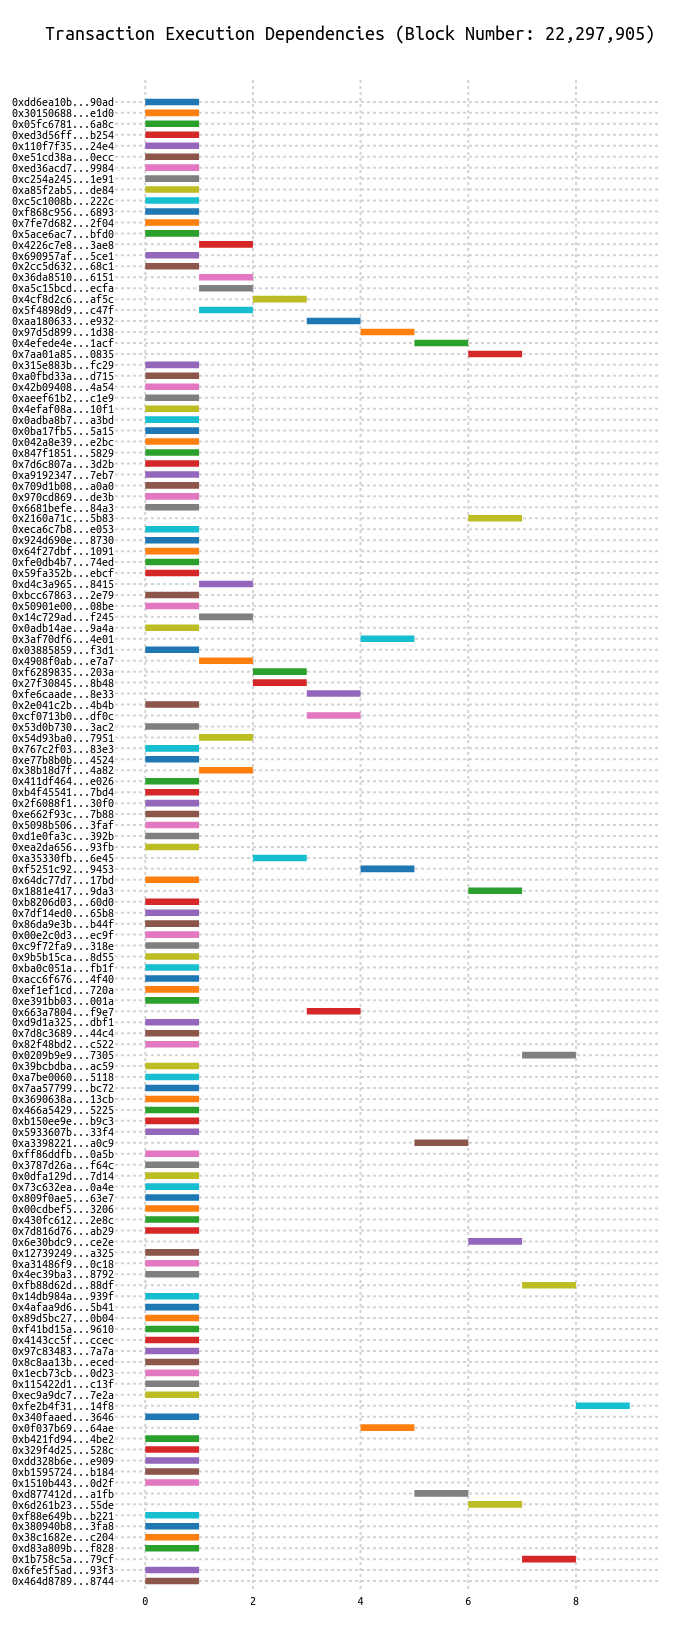 Transaction Execution Dependencies (Block Number: 22,297,905)
0xdd6ea10b...90ad
0x30150688...e1d0
0x05fc6781...6a8c
0xed3d56ff...b254
0x110f7f35...24e4
0xe51cd38a...0ecc
0xed36acd7...9984
0xc254a245...1e91
0xa85f2ab5...de84
0xc5c1008b...222c
0xf868c956...6893
0x7fe7d682...2f04
0x5ace6ac7...bfd0
0x4226c7e8...3ae8
0x690957af...5ce1
0x2cc5d632...68c1
0x36da8510...6151
0xa5c15bcd...ecfa
0x4cf8d2c6...af5c
0x5f4898d9...c47f
0xaa180633...e932
0x97d5d899...1d38
0x4efede4e...1acf
0x7aa01a85...0835
0x315e883b...fc29
0xa0fbd33a...d715
0x42b09408...4a54
0xaeef61b2...c1e9
0x4efaf08a...10f1
0x0adba8b7...a3bd
0x0ba17fb5...5a15
0x042a8e39...e2bc
0x847f1851...5829
0x7d6c807a...3d2b
0xa9192347...7eb7
0x709d1b08...a0a0
0x970cd869...de3b
0x6681befe...84a3
0x2160a71c...5b83
0xeca6c7b8...e053
0x924d690e...8730
0x64f27dbf...1091
0xfe0db4b7...74ed
0x59fa352b...ebcf
0xd4c3a965...8415
0xbcc67863...2e79
0x50901e00...08be
0x14c729ad...f245
0x0adb14ae...9a4a
0x3af70df6...4e01
0x03885859...f3d1
0x4908f0ab...e7a7
0xf6289835...203a
0x27f30845...8b48
0xfe6caade...8e33
0x2e041c2b...4b4b
0xcf0713b0...df0c
0x53d0b730...3ac2
0x54d93ba0...7951
0x767c2f03...83e3
0xe77b8b0b...4524
0x38b18d7f...4a82
0x411df464...e026
0xb4f45541...7bd4
0x2f6088f1...30f0
0xe662f93c...7b88
0x5098b506...3faf
0xd1e0fa3c...392b
0xea2da656...93fb
0xa35330fb...6e45
0xf5251c92...9453
0x64dc77d7...17bd
0x1881e417...9da3
0xb8206d03...60d0
0x7df14ed0...65b8
0x86da9e3b...b44f
0x00e2c0d3...ec9f
0xc9f72fa9...318e
0x9b5b15ca...8d55
0xba0c051a...fb1f
0xacc6f676...4f40
0xef1ef1cd...720a
0xe391bb03...001a
0x663a7804...f9e7
0xd9d1a325...dbf1
0x7d8c3689...44c4
0x82f48bd2...c522
0x0209b9e9...7305
0x39bcbdba...ac59
0xa7be0060...5118
0x7aa57799...bc72
0x3690638a...13cb
0x466a5429...5225
0xb150ee9e...b9c3
0x5933607b...33f4
0xa3398221...a0c9
0xff86ddfb...0a5b
0x3787d26a...f64c
0x0dfa129d...7d14
0x73c632ea...0a4e
0x809f0ae5...63e7
0x00cdbef5...3206
0x430fc612...2e8c
0x7d816d76...ab29
0x6e30bdc9...ce2e
0x12739249...a325
0xa31486f9...0c18
0x4ec39ba3...8792
0xfb88d62d...88df
0x14db984a...939f
0x4afaa9d6...5b41
0x89d5bc27...0b04
0xf41bd15a...9610
0x4143cc5f...ccec
0x97c83483...7a7a
0x8c8aa13b...eced
0x1ecb73cb...0d23
0x115422d1...c13f
0xec9a9dc7...7e2a
0xfe2b4f31...14f8
0x340faaed...3646
0x0f037b69...64ae
0xb421fd94...4be2
0x329f4d25...528c
0xdd328b6e...e909
0xb1595724...b184
0x1510b443...0d2f
0xd877412d...a1fb
0x6d261b23...55de
0xf88e649b...b221
0x380940b8...3fa8
0x38c1682e...c204
0xd83a809b...f828
0x1b758c5a...79cf
0x6fe5f5ad...93f3
0x464d8789...8744
0 2 4 6 8